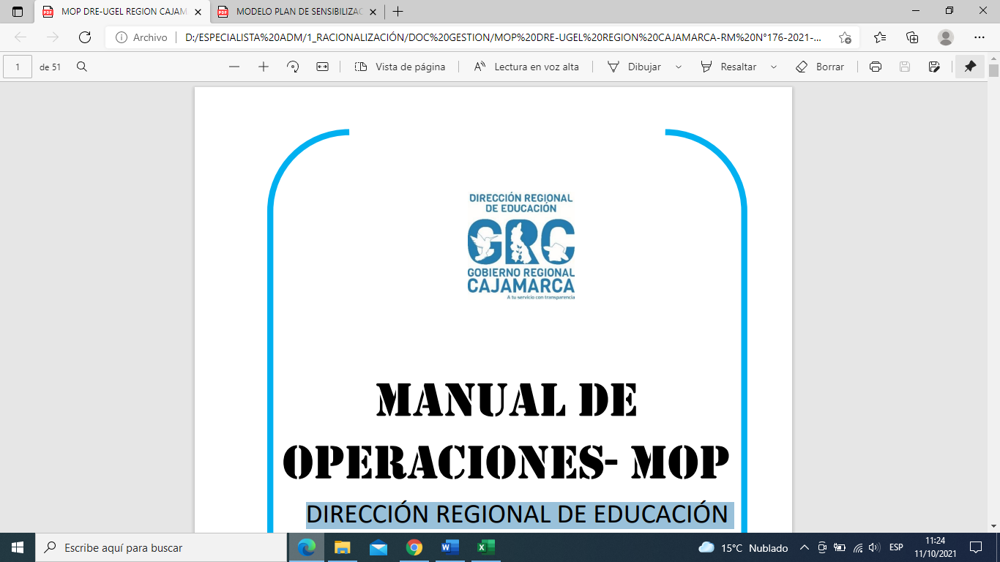 MOP DRE-UGEL REGION CAJAM
MODELO PLAN DE SENSIBILIZAC
Archivo
D:/ESPECIALISTA%20ADM/1_RACIONALIZACIÓN/DOC%20GESTION/MOP%20DRE-UGEL%20REGION%20CAJAMARCA-RM%20N°176-2021-...
1 de 51
Vista de página
Lectura en voz alta
Dibujar
Resaltar
Borrar
DIRECCIÓN REGIONAL
DE EDUCACIÓN
GRC
GOBIERNO REGIONAL
CAJAMARCA
A tu servicio con transparencia
MANUAL DE
OPERACIONES- MOP
DIRECCIÓN REGIONAL DE EDUCACIÓN
Escribe aquí para buscar
15°C Nublado
ESP
11:24
11/10/2021